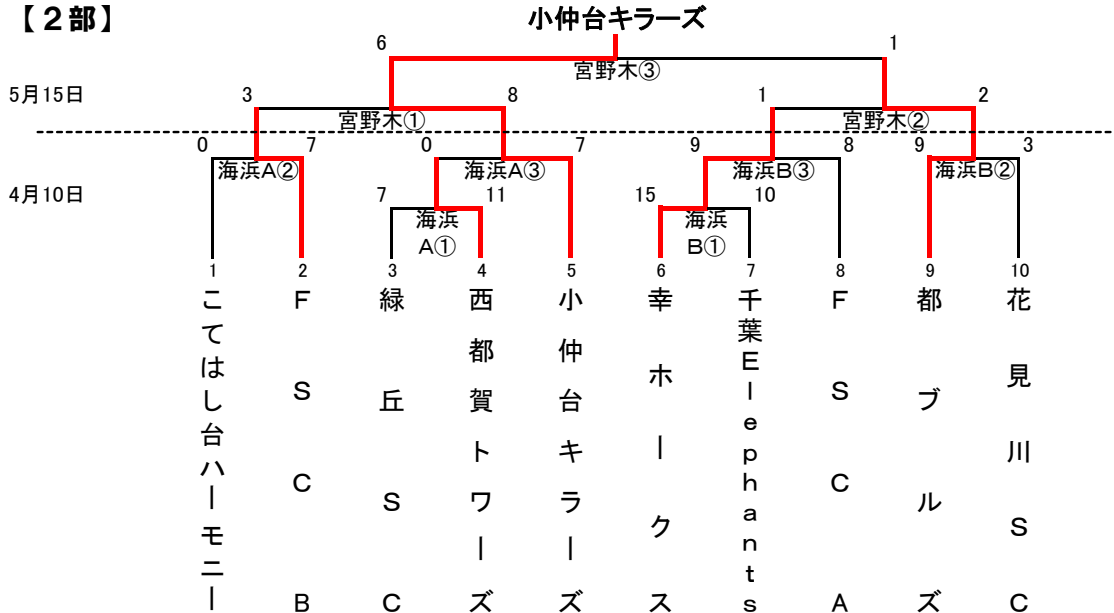 【２部】
小仲台キラーズ
6
1
宮野木③
5月15日
3
8
1
2
宮野木①
宮野木②
0
7
0
7
9
8
9
3
海浜A②
海浜A③
海浜B③
海浜B②
4月10日
7
11
15
10
海浜
A①
海浜
B①
1
2
3
4
5
6
7
8
9
10
こてはし台ハーモニー
ＦＳＣＢ
緑丘ＳＣ
西都賀トワーズ
小仲台キラーズ
幸ホークス
千葉Ｅｌｅｐｈａｎｔｓ
ＦＳＣＡ
都ブルズ
花見川ＳＣ